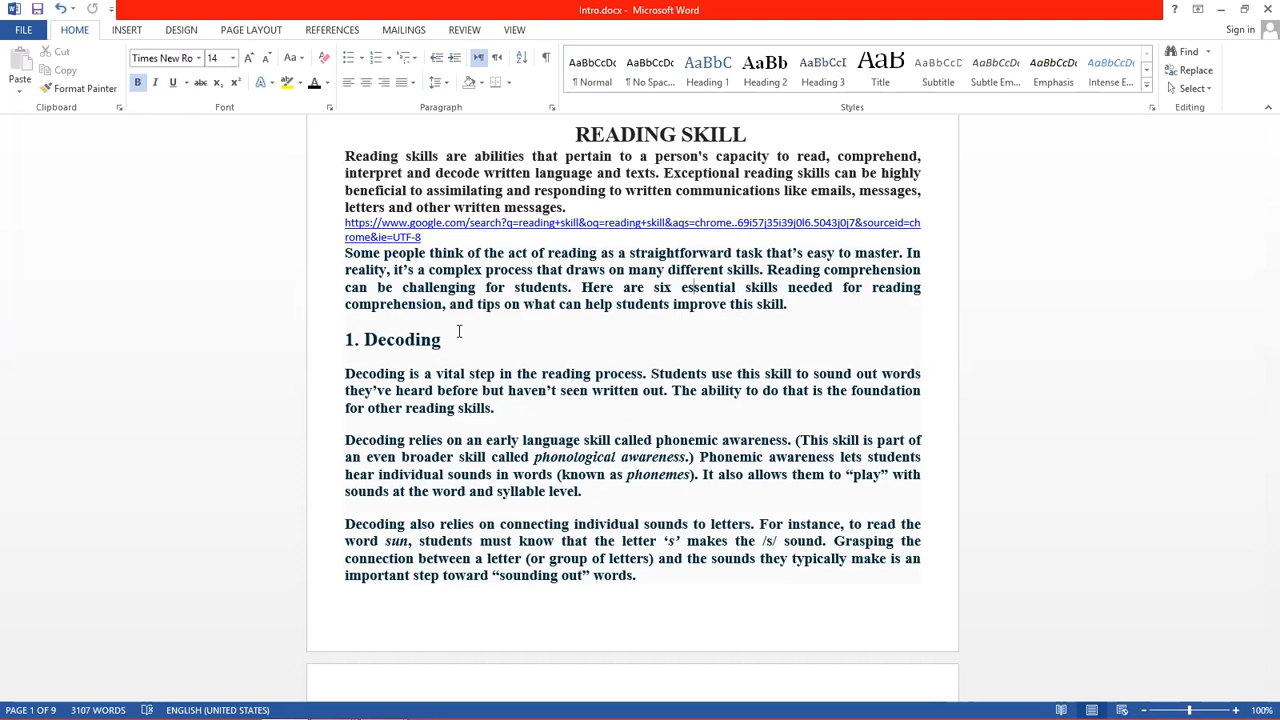 Intro.docx - Microsoft Word
FILE HOME INSERT DESIGN PAGE LAYOUT REFERENCES MAILINGS REVIEW VIEW Sign in
Paste Cut Copy Format Painter
Clipboard
Times New Ro 14 Aa
B I U abc X₂ X² A A
Font
Paragraph
AaBbCcDc AaBbCcDc AaBbC AaBb AaBbCcI AaB AaBbCcD AaBbCcDc AaBbCcDc AaBbCcDc
¶ Normal ¶ No Spac... Heading 1 Heading 2 Heading 3 Title Subtitle Subtle Em... Emphasis Intense E...
Styles
Find
Replace
Select
Editing
READING SKILL
Reading skills are abilities that pertain to a person's capacity to read, comprehend,
interpret and decode written language and texts. Exceptional reading skills can be highly
beneficial to assimilating and responding to written communications like emails, messages,
letters and other written messages.
https://www.google.com/search?q=reading+skill&oq=reading+skill&aqs=chrome..69i57j35i39j0l6.5043j0j7&sourceid=ch
rome&ie=UTF-8
Some people think of the act of reading as a straightforward task that’s easy to master. In
reality, it’s a complex process that draws on many different skills. Reading comprehension
can be challenging for students. Here are six essential skills needed for reading
comprehension, and tips on what can help students improve this skill.
1. Decoding
Decoding is a vital step in the reading process. Students use this skill to sound out words
they’ve heard before but haven’t seen written out. The ability to do that is the foundation
for other reading skills.
Decoding relies on an early language skill called phonemic awareness. (This skill is part of
an even broader skill called phonological awareness.) Phonemic awareness lets students
hear individual sounds in words (known as phonemes). It also allows them to “play” with
sounds at the word and syllable level.
Decoding also relies on connecting individual sounds to letters. For instance, to read the
word sun, students must know that the letter ‘s’ makes the /s/ sound. Grasping the
connection between a letter (or group of letters) and the sounds they typically make is an
important step toward “sounding out” words.
PAGE 1 OF 9 3107 WORDS ENGLISH (UNITED STATES) 100%